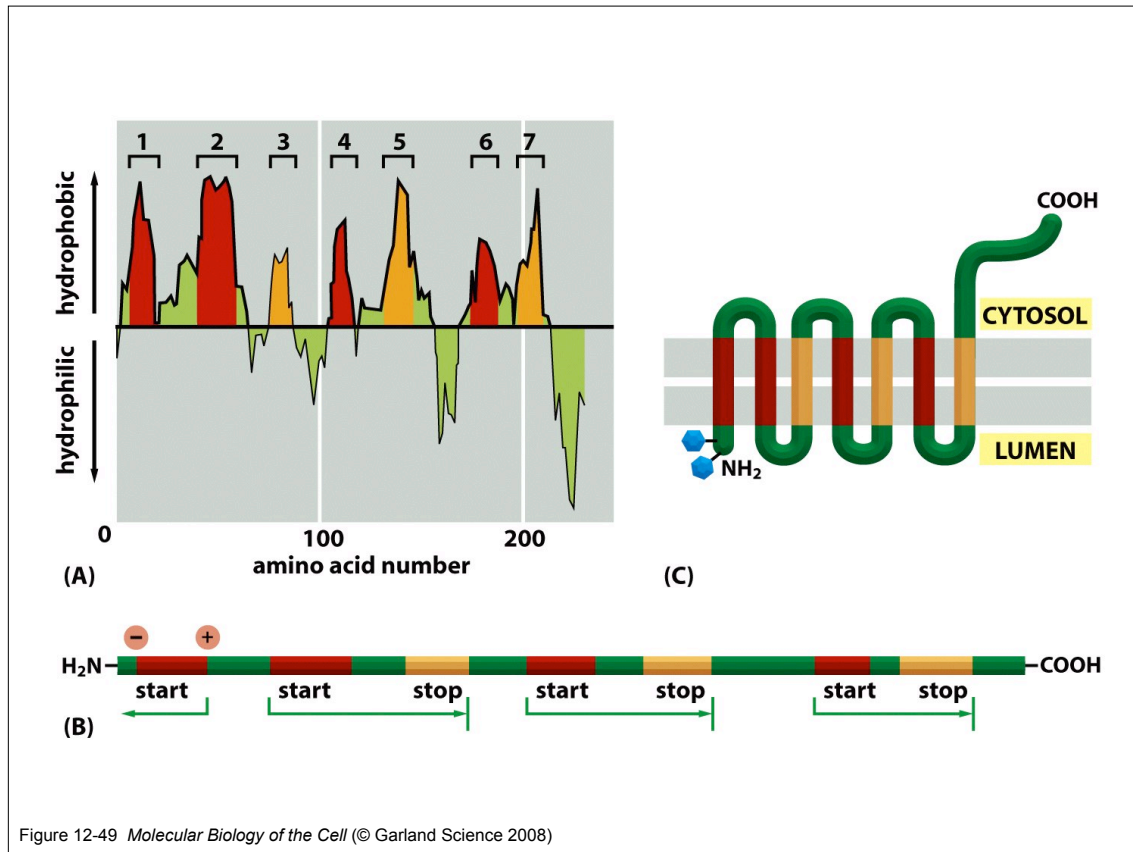 1 2 3 4 5 6 7
hydrophobic
hydrophilic
0 100 200
amino acid number
(A)
COOH
CYTOSOL
LUMEN
NH2
(C)
− +
H2N COOH
start start stop start stop start stop
(B)
Figure 12-49 Molecular Biology of the Cell (© Garland Science 2008)